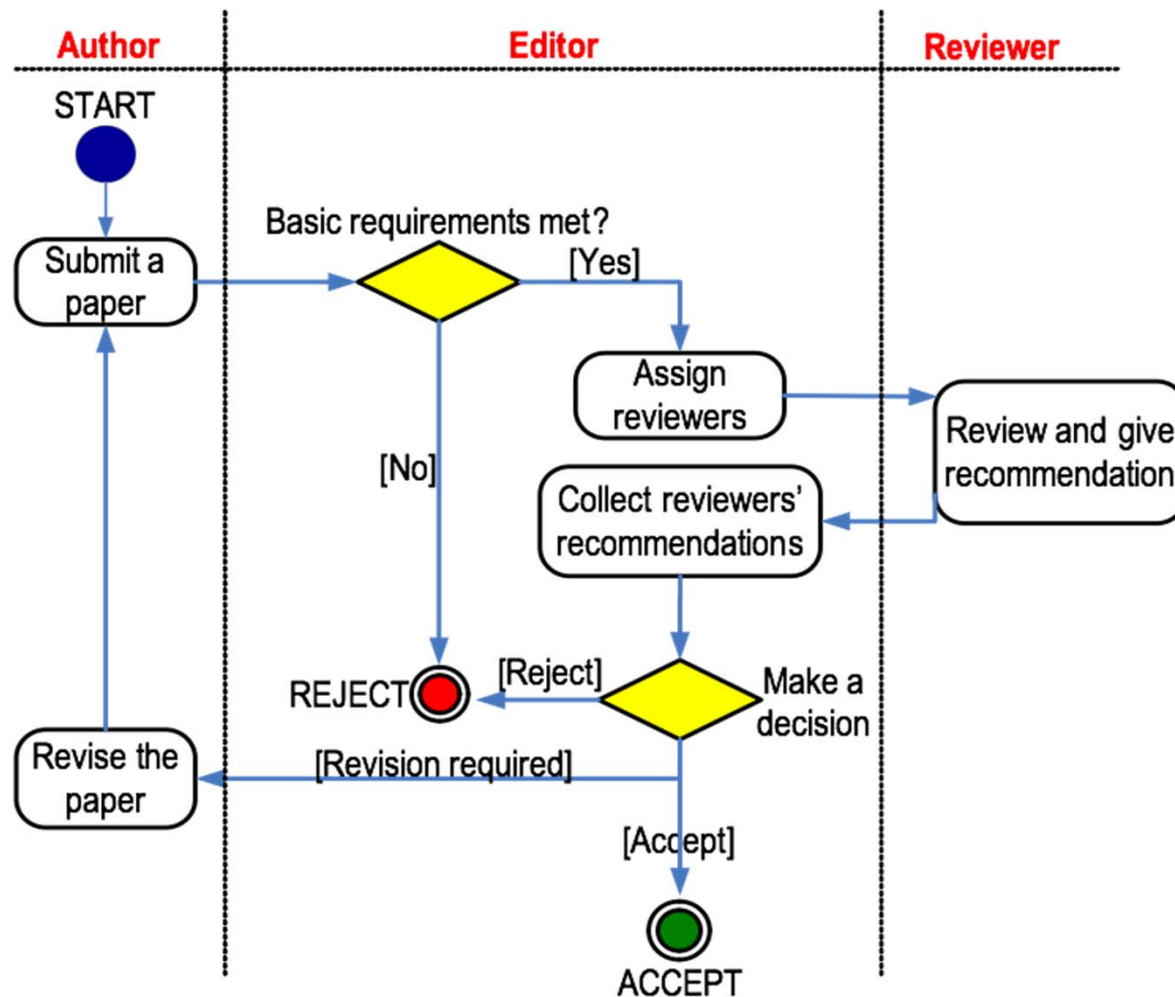 Author
Editor
Reviewer
START
Basic requirements met?
[Yes]
Submit a
paper
Assign
reviewers
Review and give
recommendation
[No]
Collect reviewers’
recommendations
[Reject]
REJECT
Make a
decision
Revise the
paper
[Revision required]
[Accept]
ACCEPT